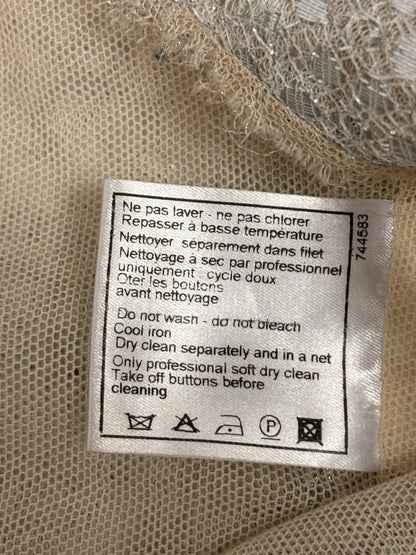 Ne pas laver - ne pas chlorer
Repasser à basse température
Nettoyer séparement dans filet
Nettoyage à sec par professionnel
uniquement : cycle doux
Oter les boutons
avant nettoyage
Do not wash - do not bleach
Cool iron
Dry clean separately and in a net
Only professional soft dry clean
Take off buttons before
cleaning
P
744583